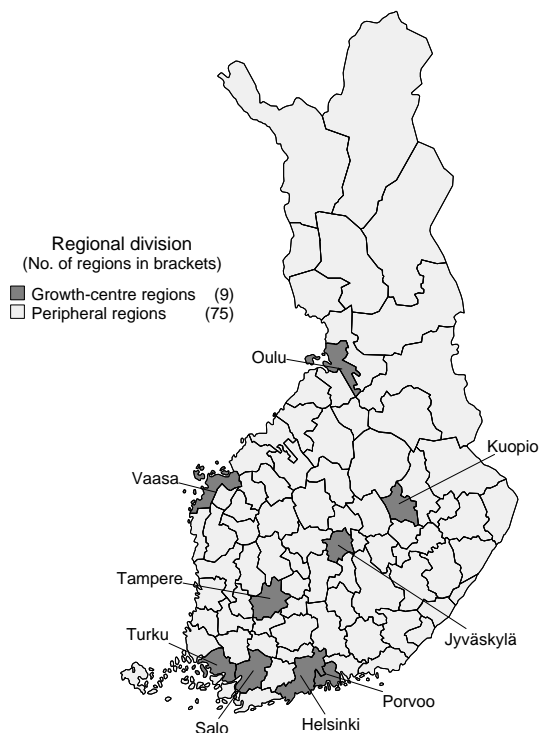 Regional division
(No. of regions in brackets)
Growth-centre regions (9)
Peripheral regions (75)
Oulu
Kuopio
Vaasa
Tampere
Jyväskylä
Turku
Porvoo
Salo
Helsinki